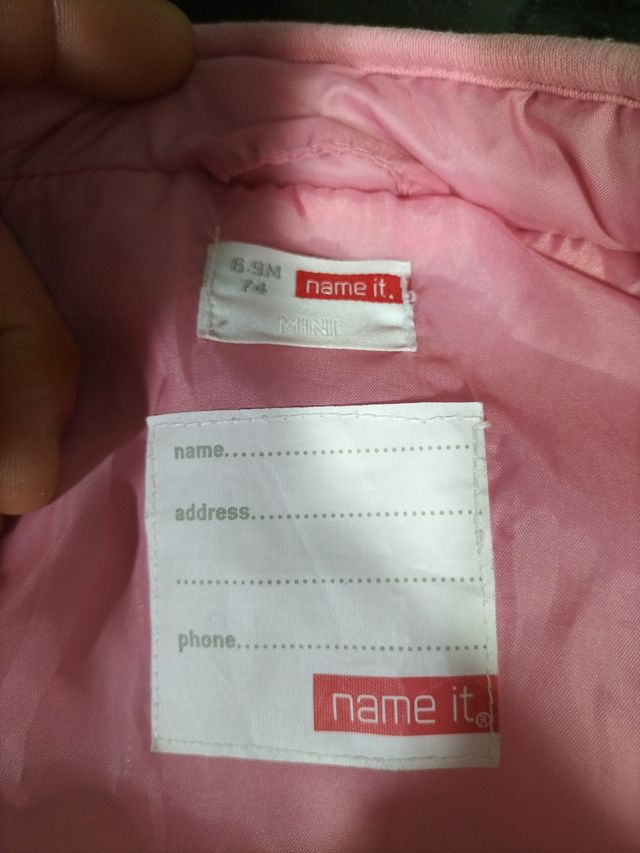 6-9M
74
name it.
MINI
name........................
address.....................
...........................
phone.......................
name it®